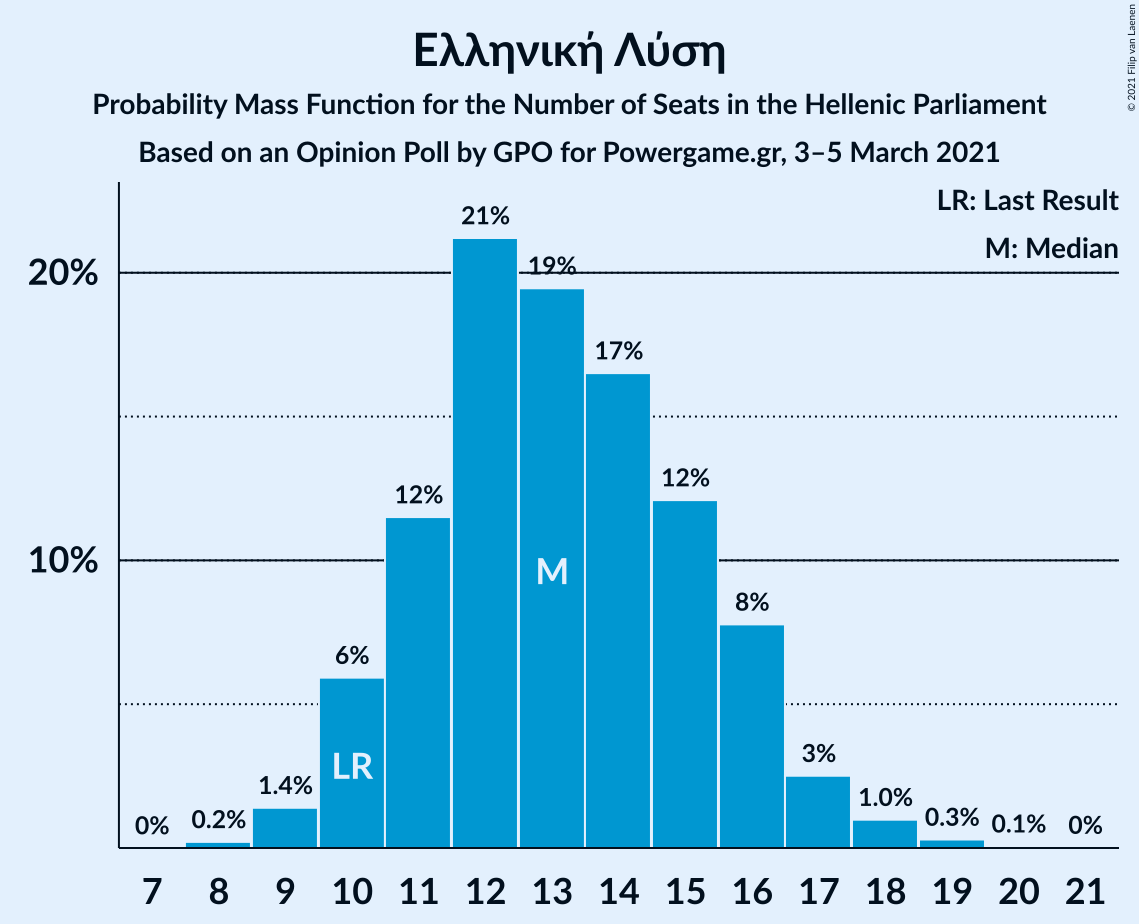 Ελληνική Λύση
Probability Mass Function for the Number of Seats in the Hellenic Parliament
Based on an Opinion Poll by GPO for Powergame.gr, 3–5 March 2021
© 2021 Filip van Laenen
LR: Last Result
M: Median
20%
10%
0%
0.2%
1.4%
6%
12%
21%
19%
17%
12%
8%
3%
1.0%
0.3%
0.1%
0%
LR
M
7 8 9 10 11 12 13 14 15 16 17 18 19 20 21